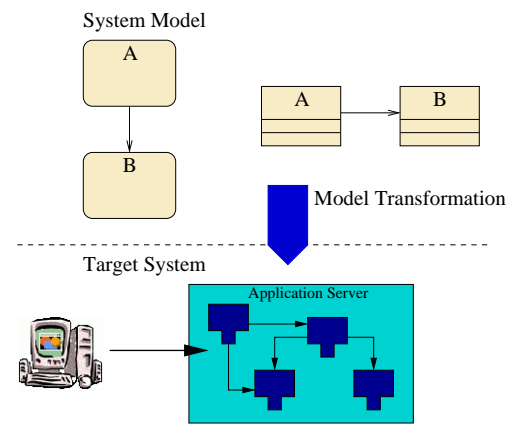 System Model
A
A
B
B
Model Transformation
Target System
Application Server